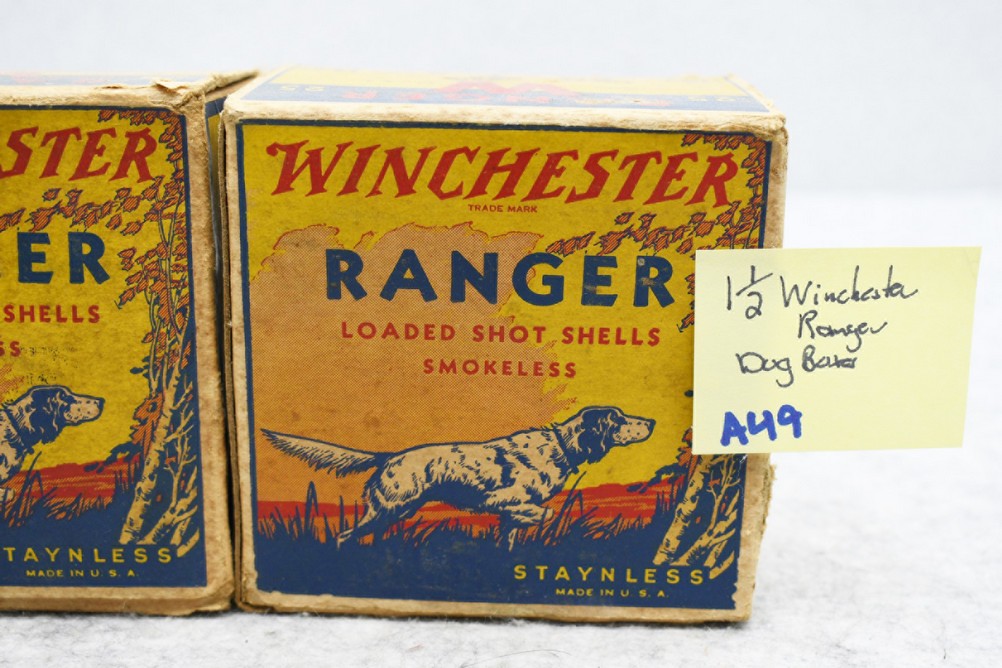 STER
ER
SHELLS
SS
STAYNLESS
MADE IN U. S. A.
WINCHESTER
TRADE MARK
RANGER
LOADED SHOT SHELLS
SMOKELESS
STAYNLESS
MADE IN U. S. A.
1 1/2 Winchester
Ranger
Dog Boxes
A49